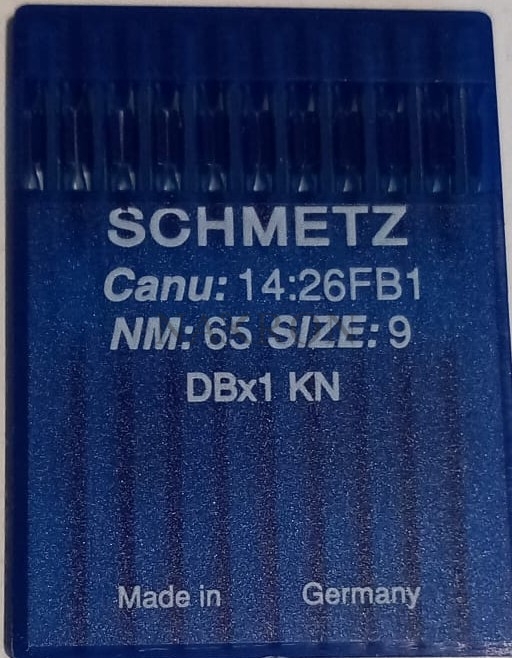 SCHMETZ
Canu: 14:26FB1
NM: 65 SIZE: 9
DBx1 KN
Made in Germany